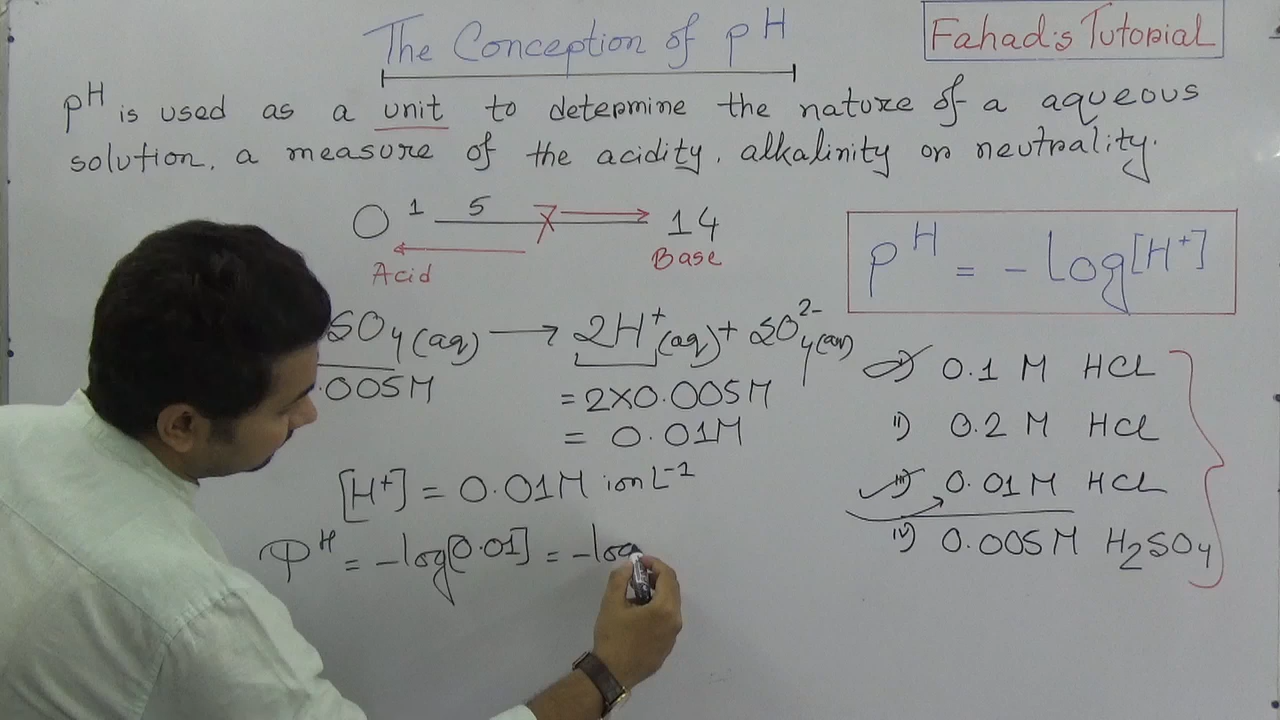 The Conception of pH
Fahad's Tutorial
pH is used as a unit to determine the nature of a aqueous
solution, a measure of the acidity, alkalinity or neutrality.
0 1 5 7 14
Acid
Base
pH = -log[H+]
SO4(aq) → 2H+(aq) + SO4 2-(aq)
.005M
= 2×0.005M
= 0.01M
[H+] = 0.01M ion L-1
pH = -log[0.01] = -log
i) 0.1 M HCl
ii) 0.2 M HCl
iii) 0.01M HCl
iv) 0.005M H2SO4